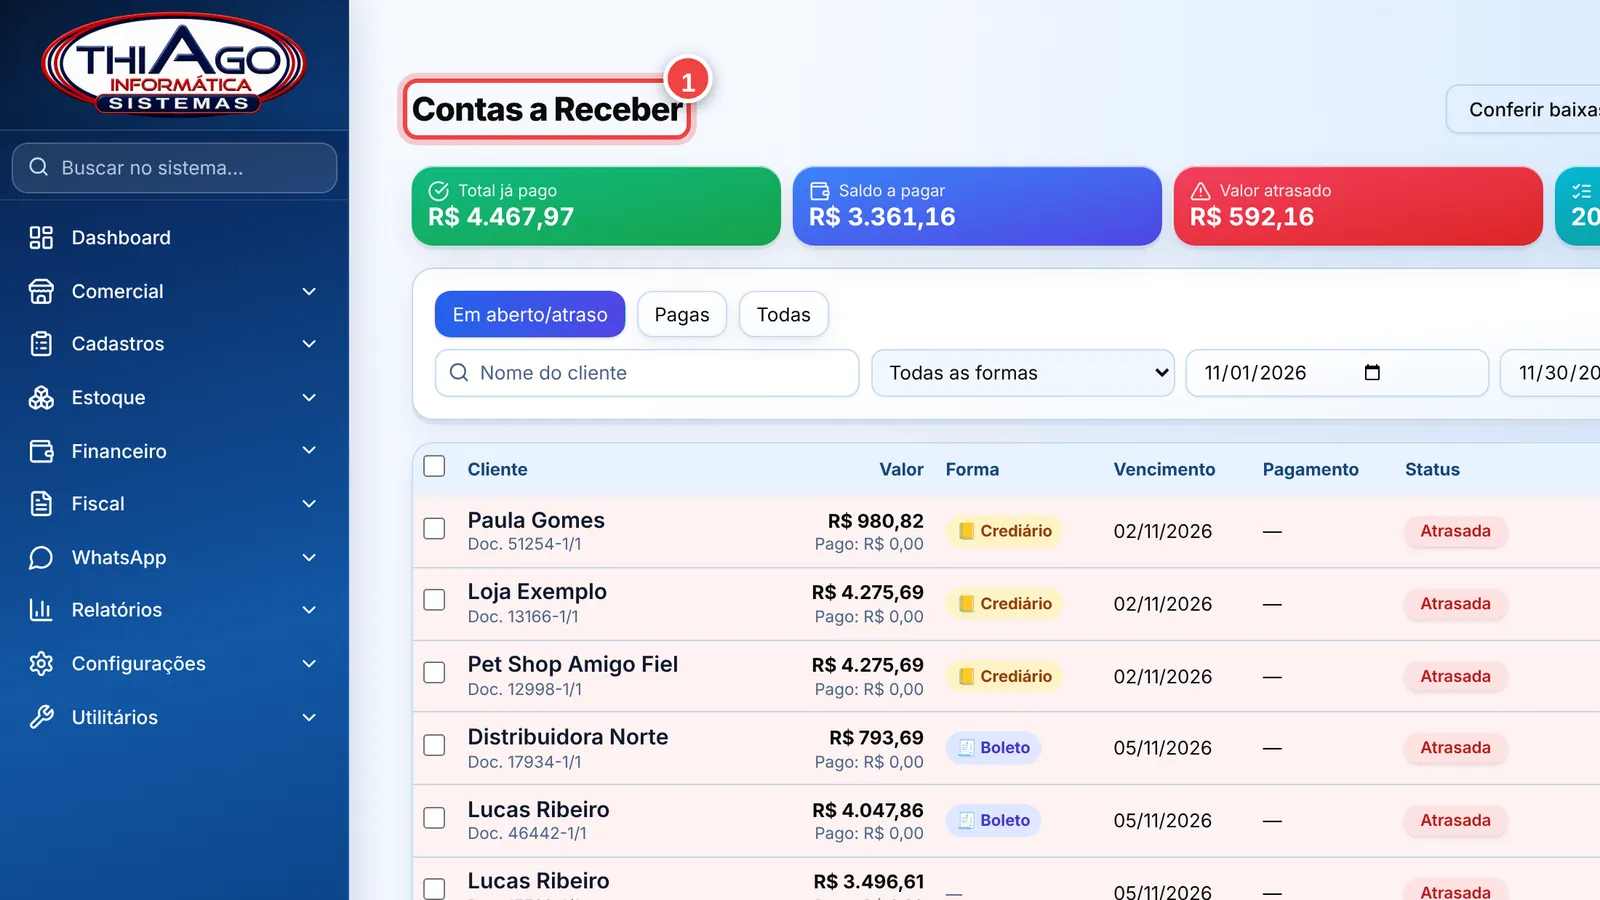 THIAGO
INFORMÁTICA
SISTEMAS
Buscar no sistema...
Dashboard
Comercial
Cadastros
Estoque
Financeiro
Fiscal
WhatsApp
Relatórios
Configurações
Utilitários
Contas a Receber
1
Conferir baixas
Total já pago
R$ 4.467,97
Saldo a pagar
R$ 3.361,16
Valor atrasado
R$ 592,16
20
Em aberto/atraso
Pagas
Todas
Nome do cliente
Todas as formas
11/01/2026
11/30/20
Cliente Valor Forma Vencimento Pagamento Status
Paula Gomes R$ 980,82 Crediário 02/11/2026 — Atrasada
Doc. 51254-1/1 Pago: R$ 0,00
Loja Exemplo R$ 4.275,69 Crediário 02/11/2026 — Atrasada
Doc. 13166-1/1 Pago: R$ 0,00
Pet Shop Amigo Fiel R$ 4.275,69 Crediário 02/11/2026 — Atrasada
Doc. 12998-1/1 Pago: R$ 0,00
Distribuidora Norte R$ 793,69 Boleto 05/11/2026 — Atrasada
Doc. 17934-1/1 Pago: R$ 0,00
Lucas Ribeiro R$ 4.047,86 Boleto 05/11/2026 — Atrasada
Doc. 46442-1/1 Pago: R$ 0,00
Lucas Ribeiro R$ 3.496,61 — 05/11/2026 — Atrasada